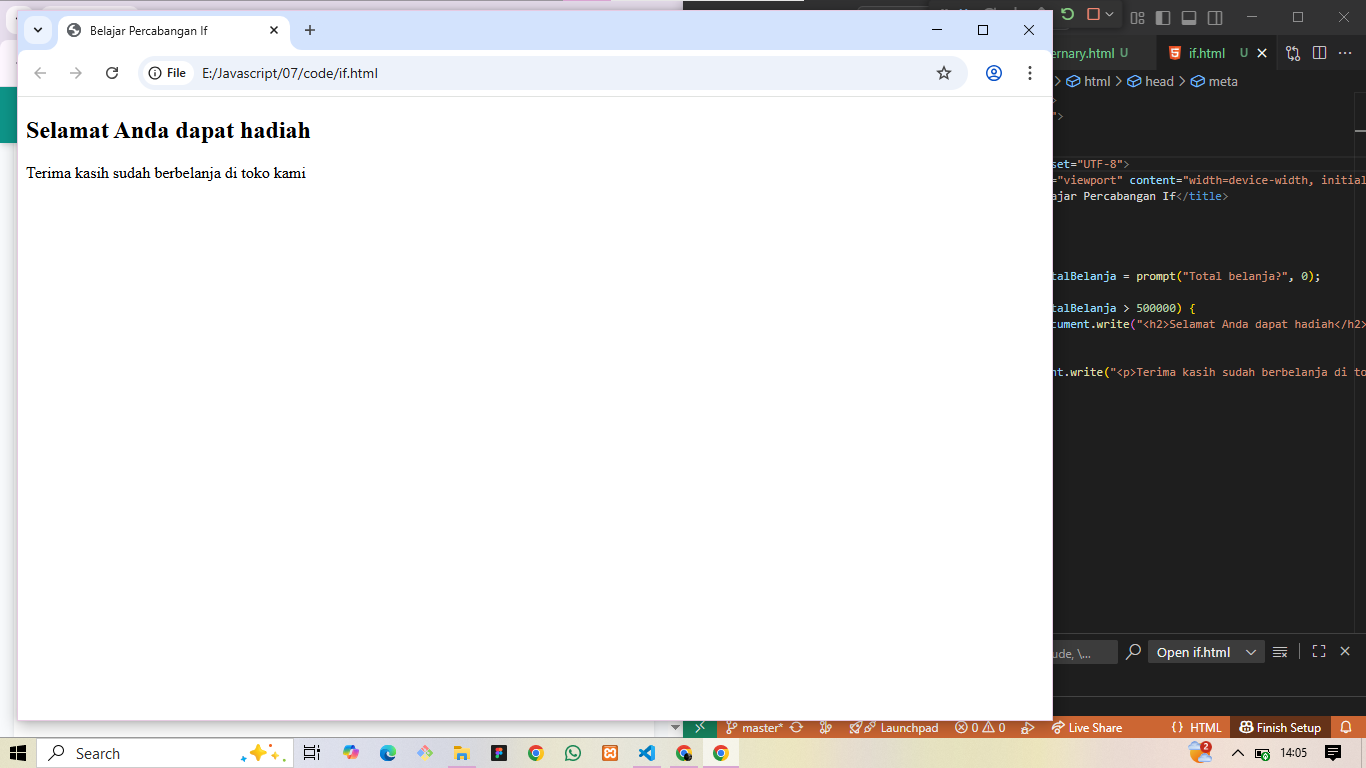 Belajar Percabangan If
File E:/Javascript/07/code/if.html
Selamat Anda dapat hadiah
Terima kasih sudah berbelanja di toko kami
ernary.html U
if.html U
html > head > meta
">
set="UTF-8">
="viewport" content="width=device-width, initial
ajar Percabangan If</title>
talBelanja = prompt("Total belanja?", 0);
talBelanja > 500000) {
cument.write("<h2>Selamat Anda dapat hadiah</h2>
nt.write("<p>Terima kasih sudah berbelanja di to
ude, \...
Open if.html
master*
Launchpad
0
0
Live Share
{ } HTML
Finish Setup
Search
2
14:05